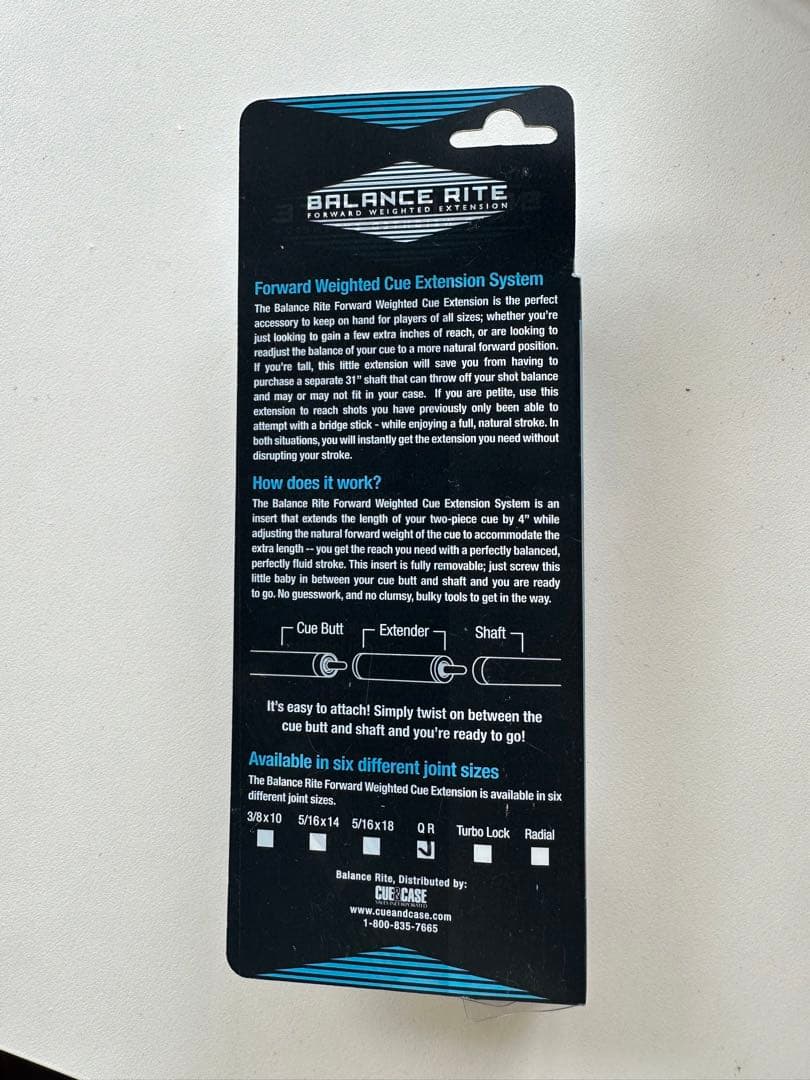 BALANCE RITE
FORWARD WEIGHTED EXTENSION
Forward Weighted Cue Extension System
The Balance Rite Forward Weighted Cue Extension is the perfect
accessory to keep on hand for players of all sizes; whether you're
just looking to gain a few extra inches of reach, or are looking to
readjust the balance of your cue to a more natural forward position.
If you're tall, this little extension will save you from having to
purchase a separate 31" shaft that can throw off your shot balance
and may or may not fit in your case. If you are petite, use this
extension to reach shots you have previously only been able to
attempt with a bridge stick - while enjoying a full, natural stroke. In
both situations, you will instantly get the extension you need without
disrupting your stroke.
How does it work?
The Balance Rite Forward Weighted Cue Extension System is an
insert that extends the length of your two-piece cue by 4" while
adjusting the natural forward weight of the cue to accommodate the
extra length -- you get the reach you need with a perfectly balanced,
perfectly fluid stroke. This insert is fully removable; just screw this
little baby in between your cue butt and shaft and you are ready
to go. No guesswork, and no clumsy, bulky tools to get in the way.
Cue Butt Extender Shaft
It's easy to attach! Simply twist on between the
cue butt and shaft and you're ready to go!
Available in six different joint sizes
The Balance Rite Forward Weighted Cue Extension is available in six
different joint sizes.
3/8x10 5/16x14 5/16x18 QR Turbo Lock Radial
Balance Rite, Distributed by:
CUE&CASE
SALES INCORPORATED
www.cueandcase.com
1-800-835-7665